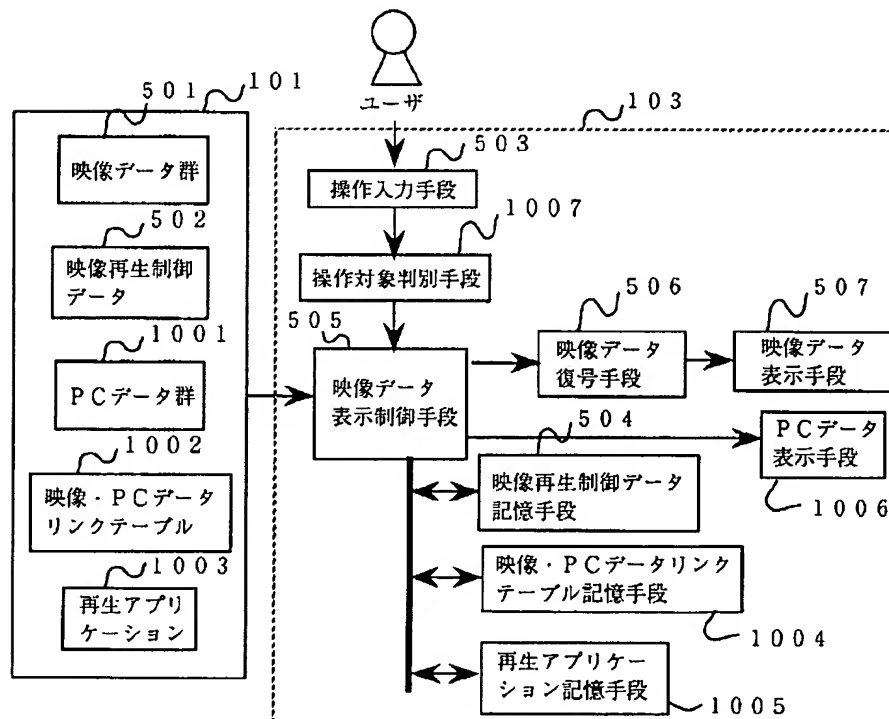 ユーザ
101
501
映像データ群
502
映像再生制御
データ
1001
PCデータ群
1002
映像・PCデータ
リンクテーブル
1003
再生アプリ
ケーション
103
503
操作入力手段
1007
操作対象判別手段
505
映像データ
表示制御手段
506
映像データ
復号手段
507
映像データ
表示手段
504
映像再生制御データ
記憶手段
PCデータ
表示手段
1006
映像・PCデータリンク
テーブル記憶手段
1004
再生アプリケー
ション記憶手段
1005